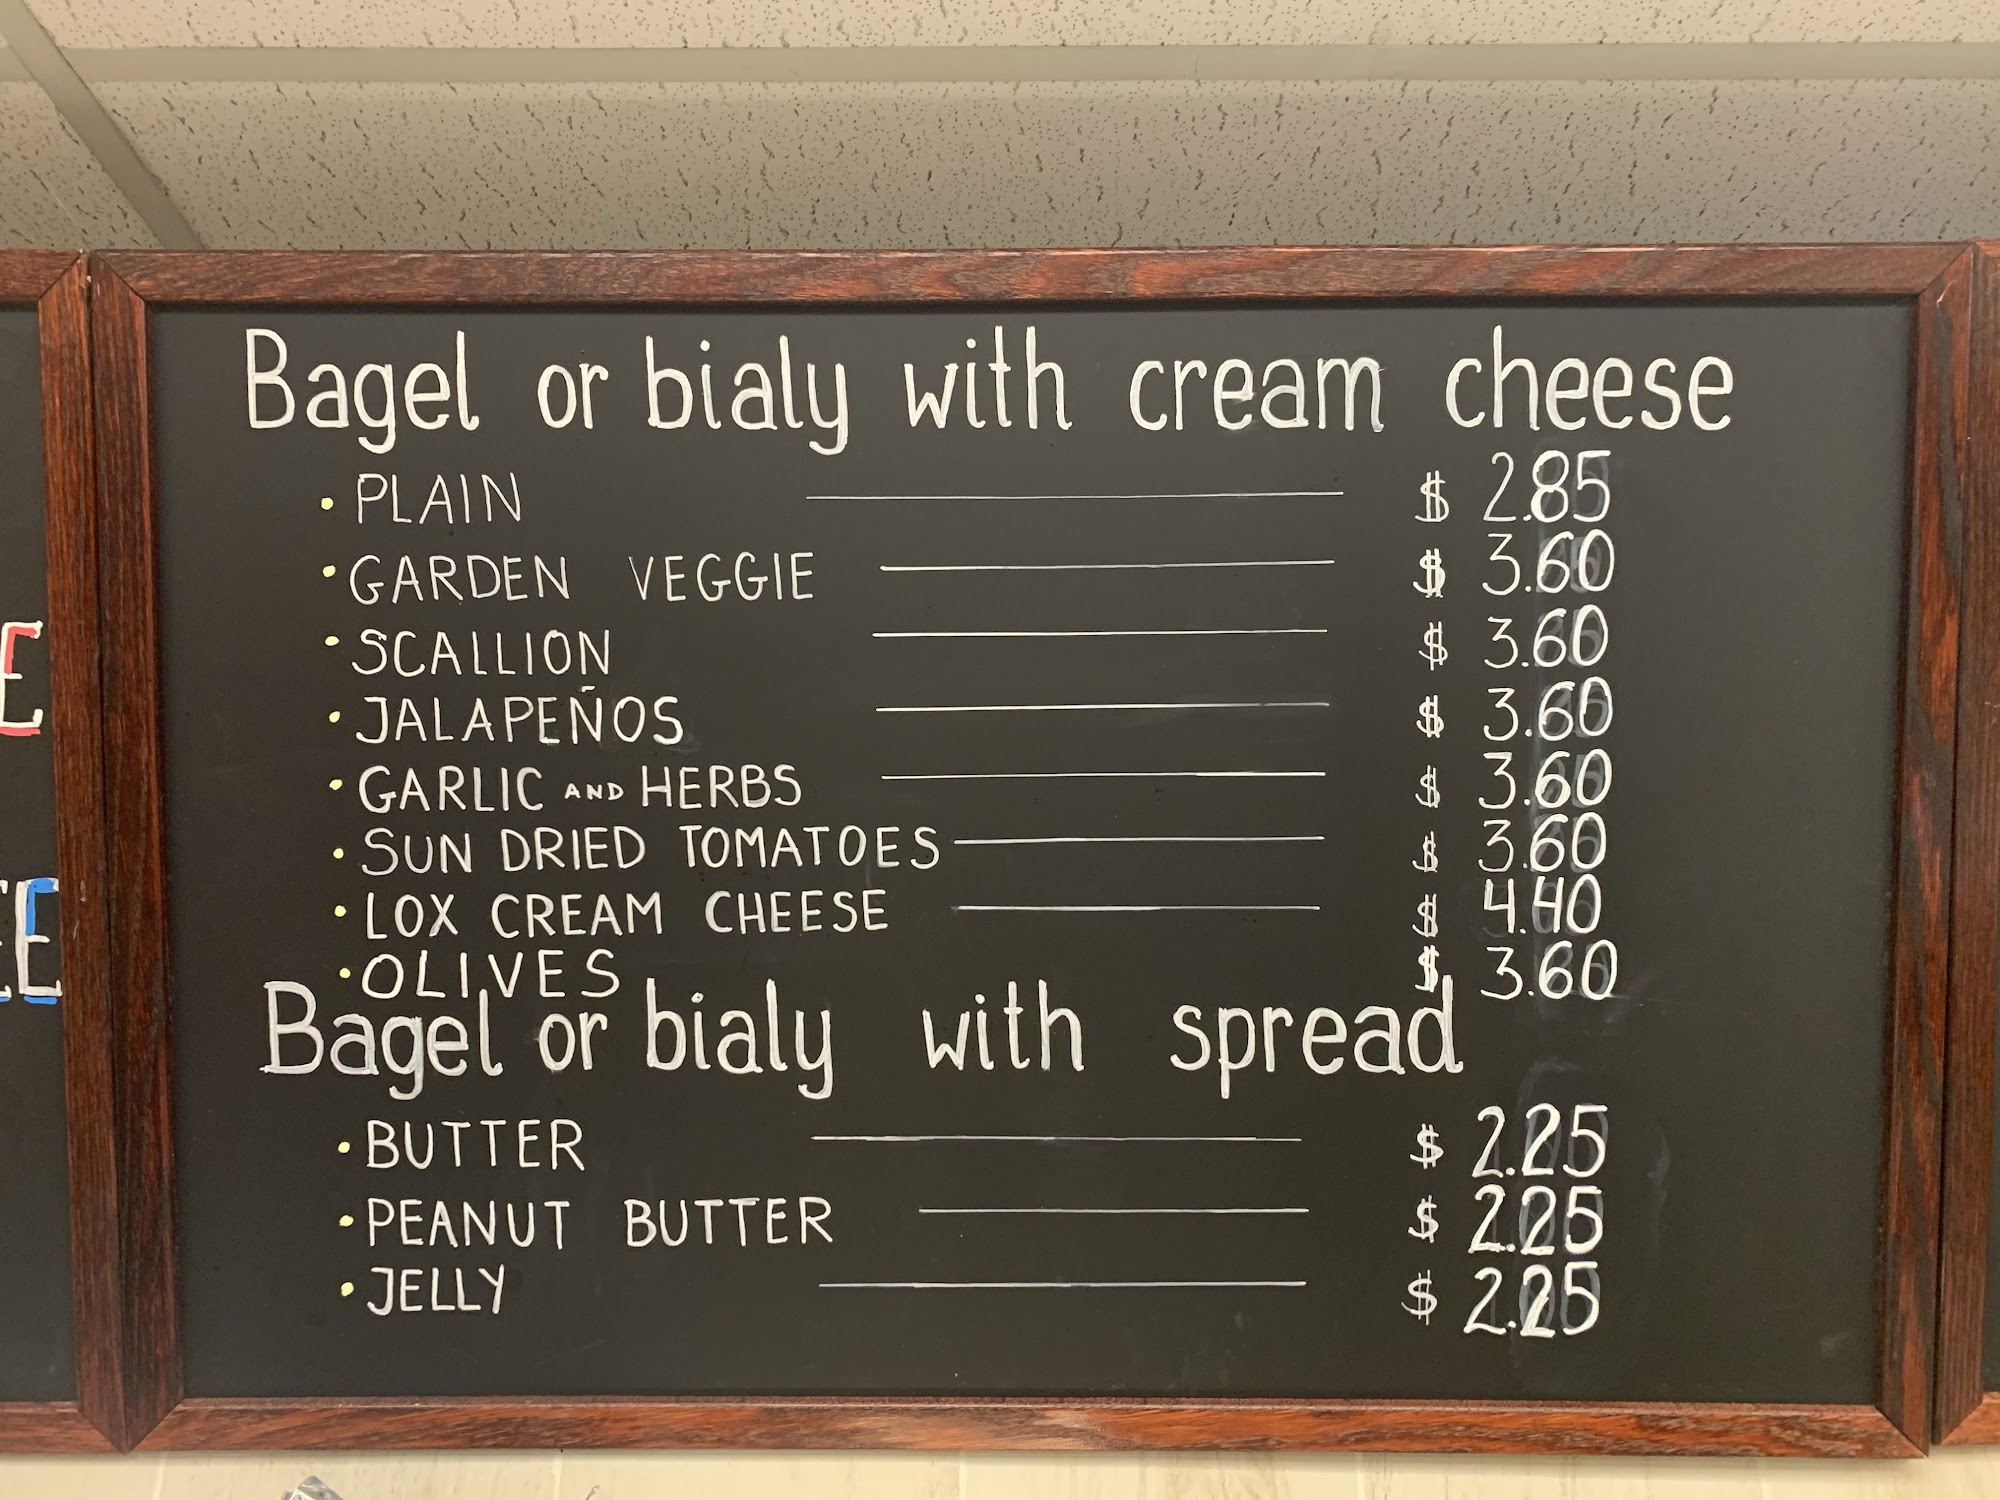 Bagel or bialy with cream cheese
• PLAIN $ 2.85
• GARDEN VEGGIE $ 3.60
• SCALLION $ 3.60
• JALAPEÑOS $ 3.60
• GARLIC AND HERBS $ 3.60
• SUN DRIED TOMATOES $ 3.60
• LOX CREAM CHEESE $ 4.40
• OLIVES $ 3.60
Bagel or bialy with spread
• BUTTER $ 2.25
• PEANUT BUTTER $ 2.25
• JELLY $ 2.25